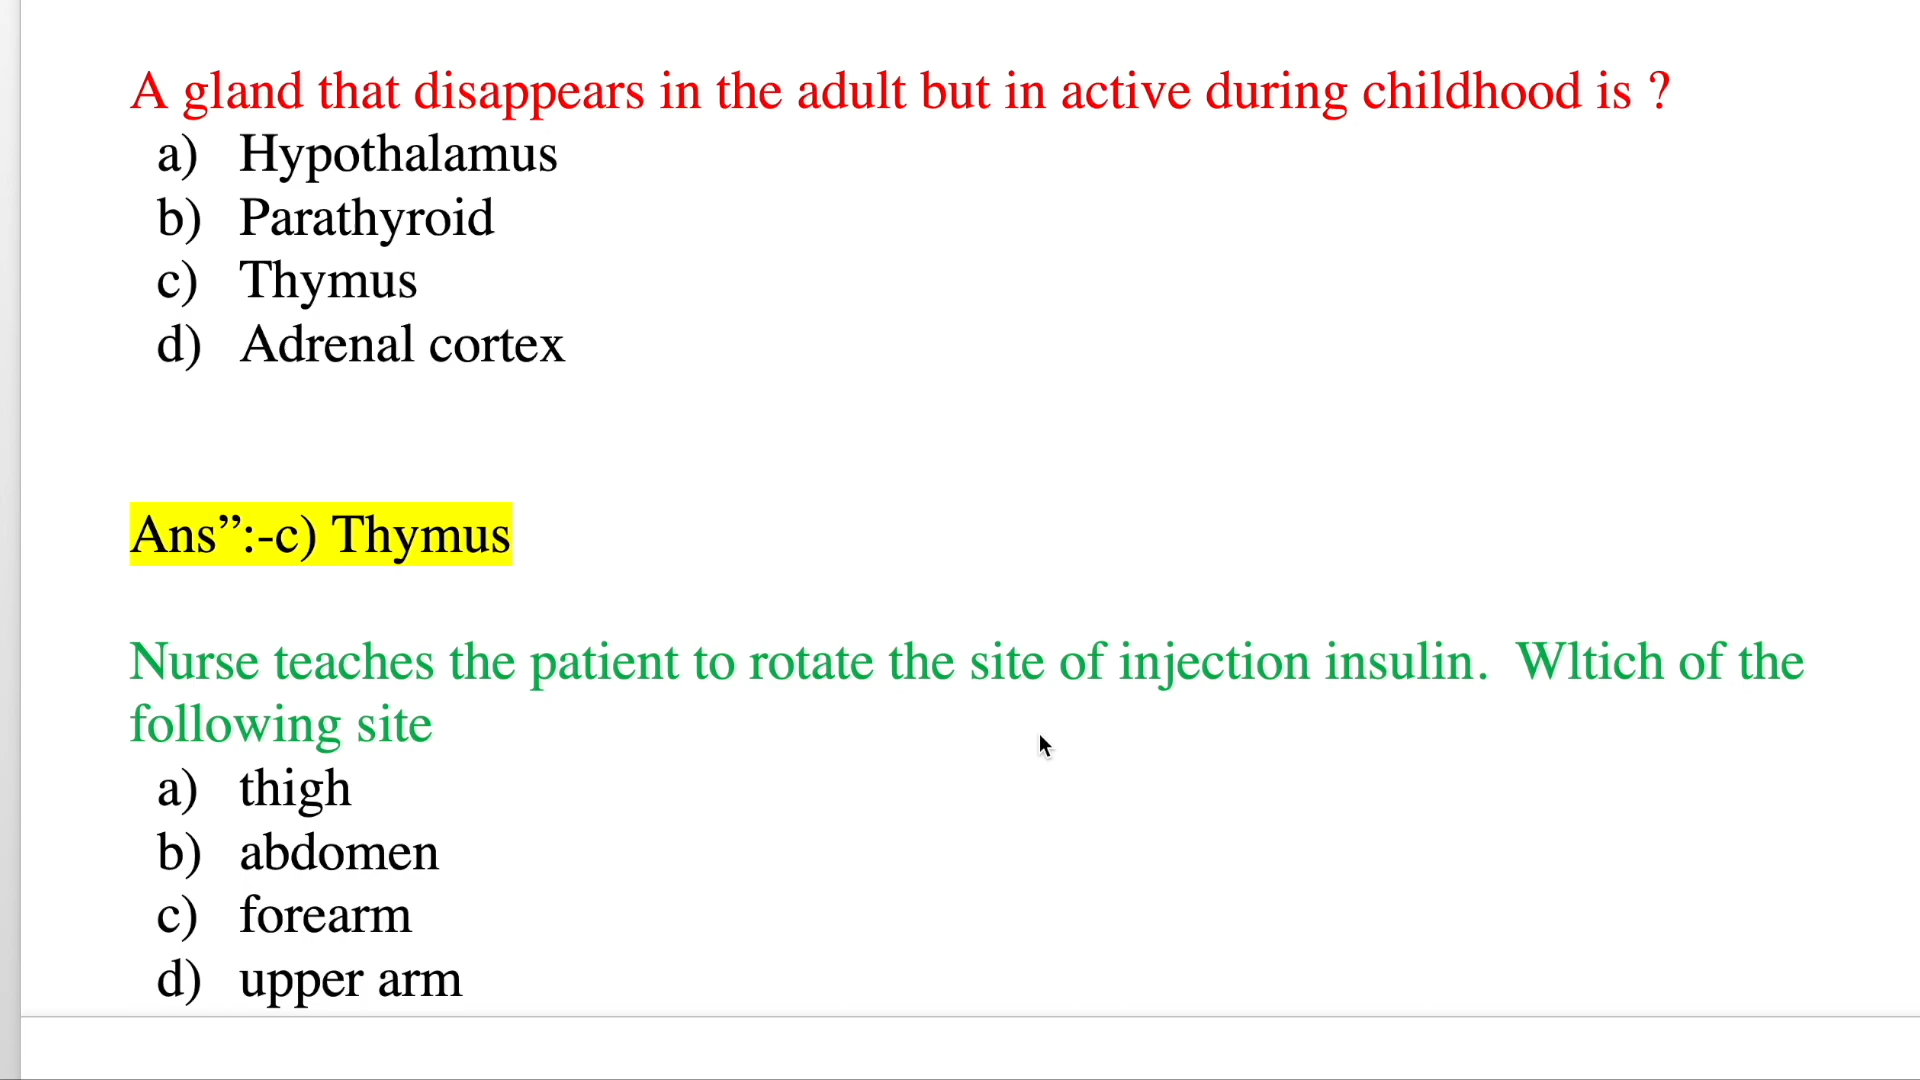 A gland that disappears in the adult but in active during childhood is ?
a) Hypothalamus
b) Parathyroid
c) Thymus
d) Adrenal cortex
Ans”:-c) Thymus
Nurse teaches the patient to rotate the site of injection insulin.  Wltich of the
following site
a) thigh
b) abdomen
c) forearm
d) upper arm